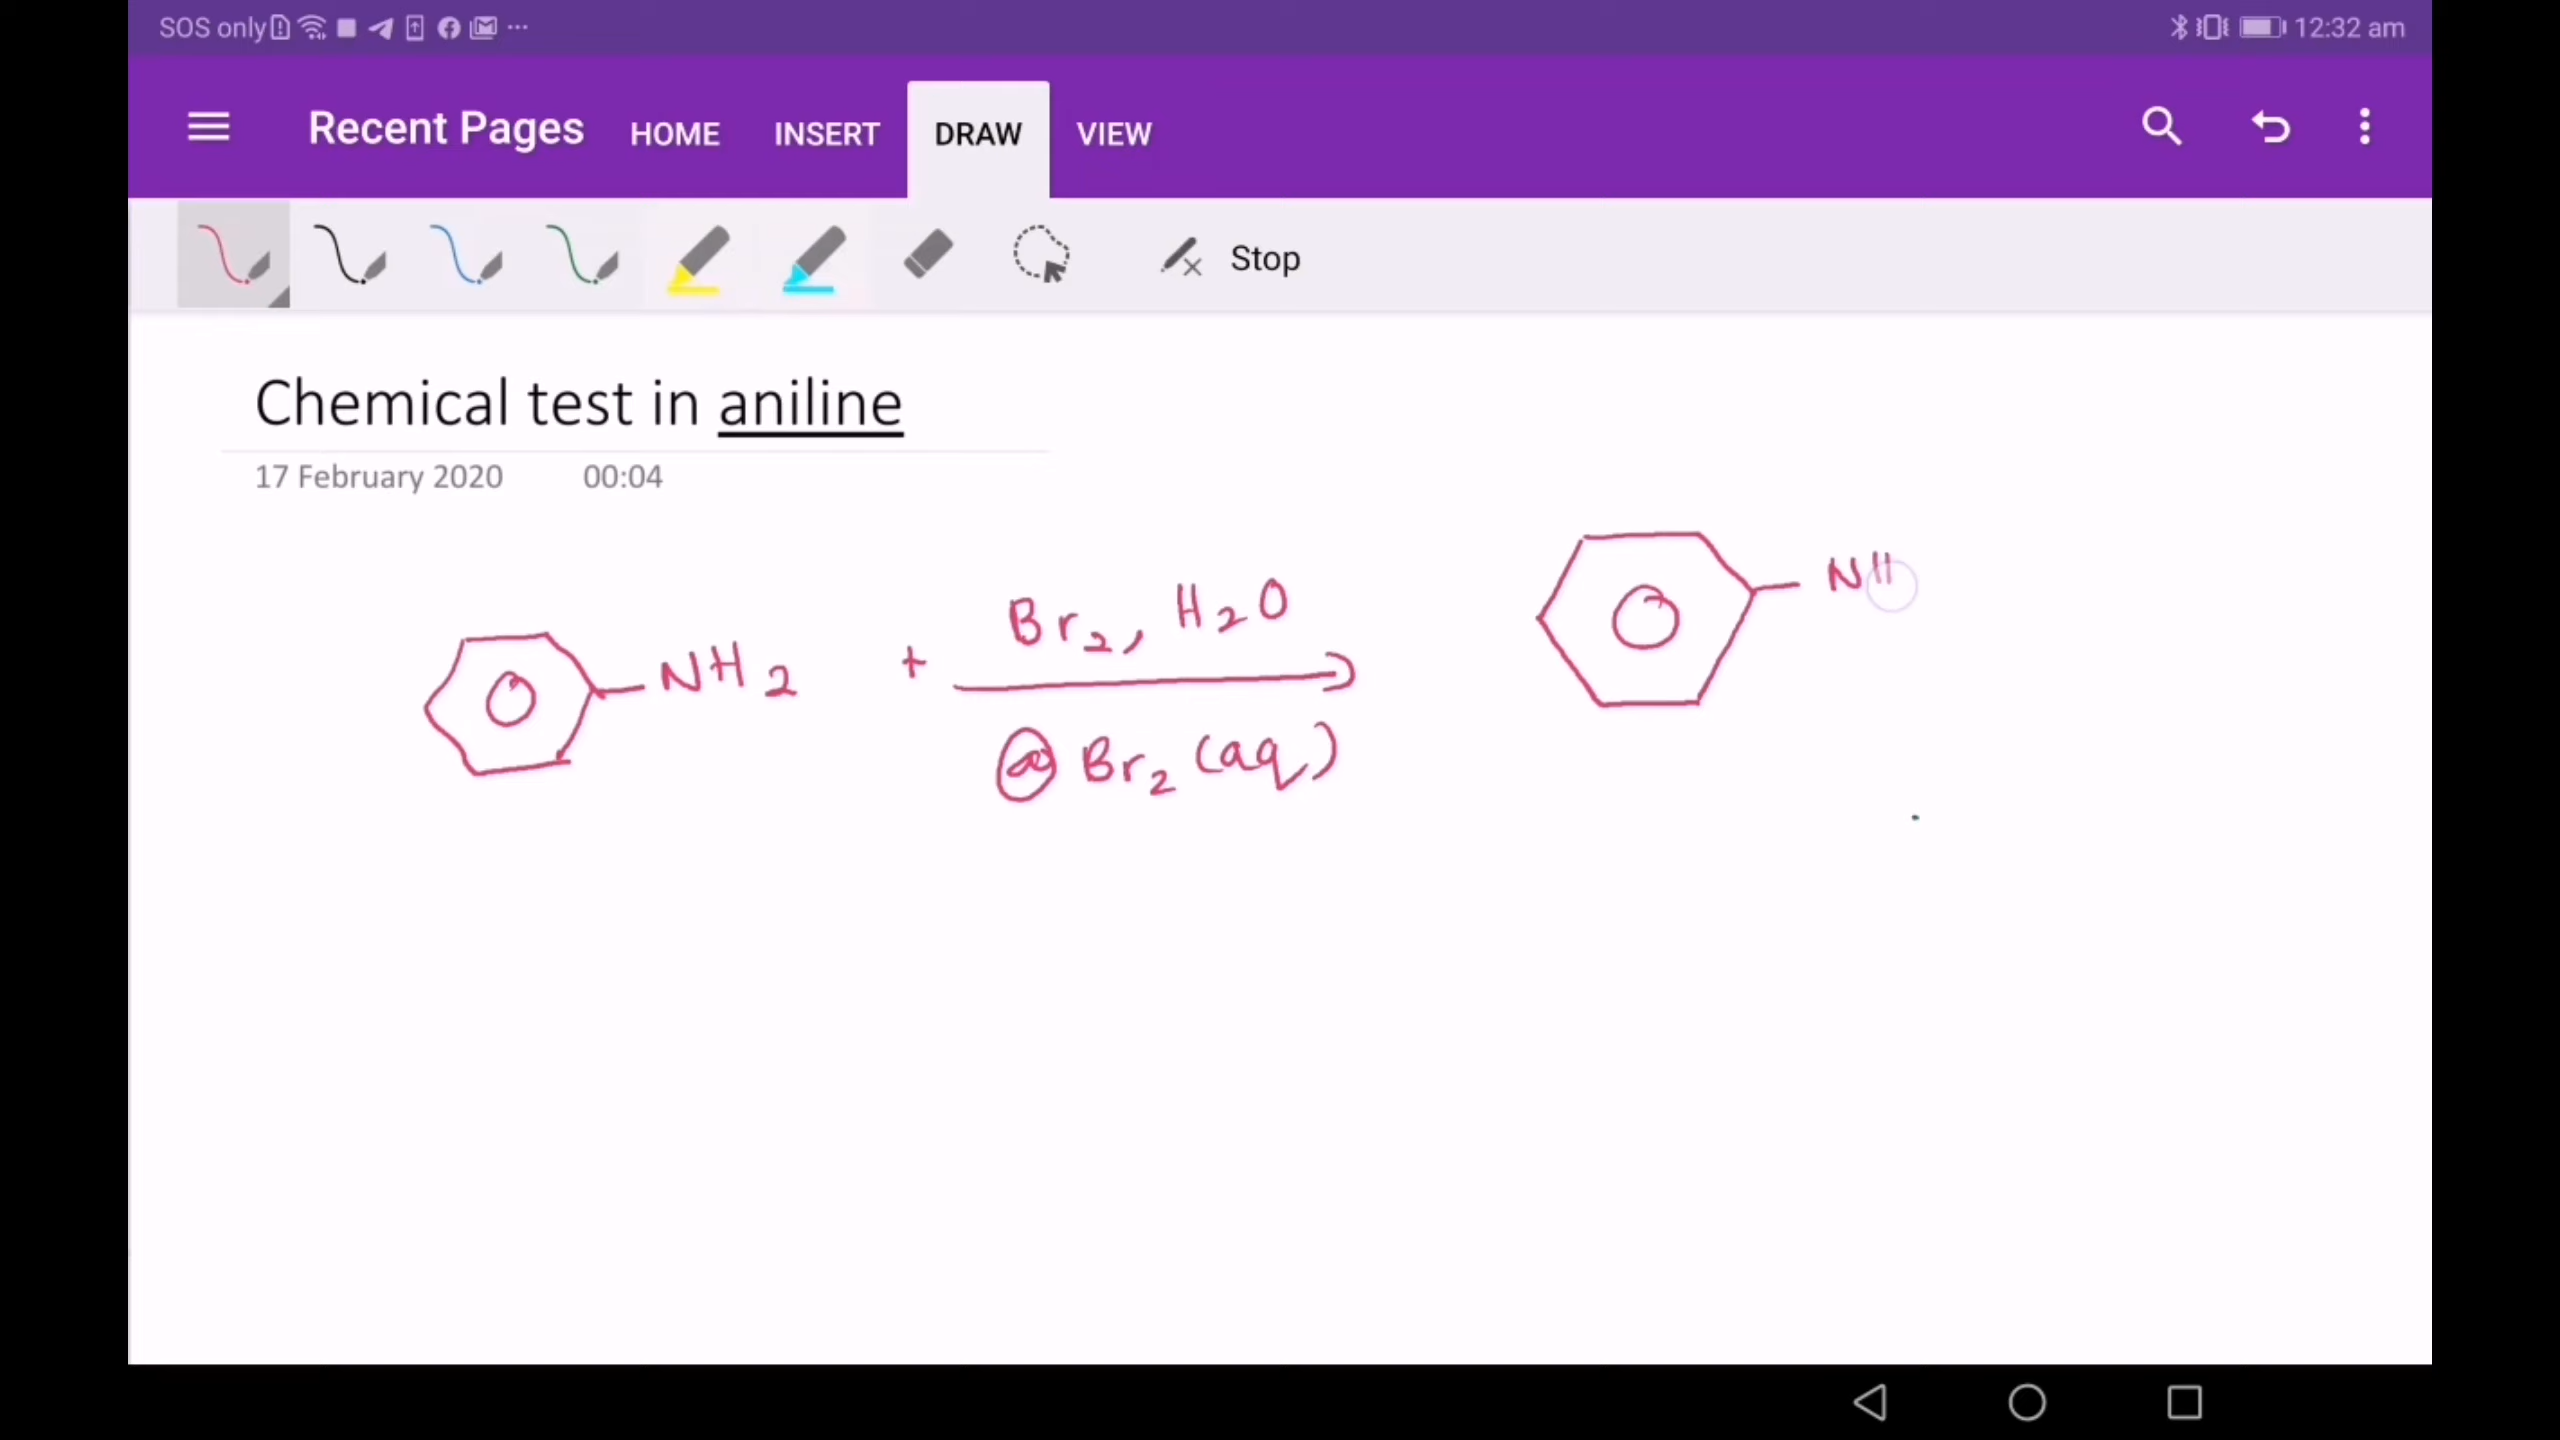 SOS only 12:32 am
Recent Pages HOME INSERT DRAW VIEW
Stop
Chemical test in aniline
17 February 2020 00:04
NH
Br2, H2O
NH2 +
Br2 (aq)